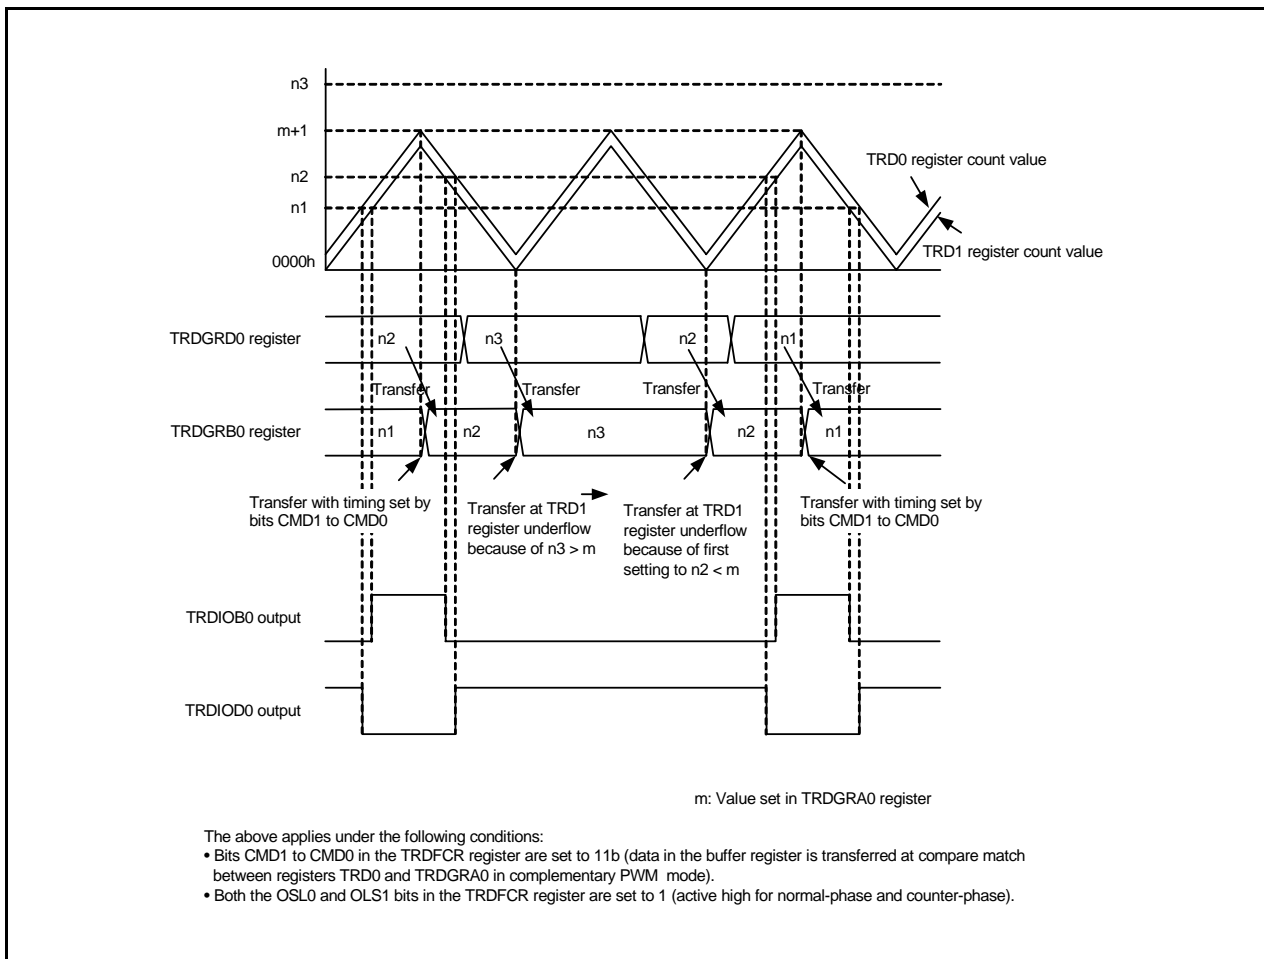 n3
m+1
n2
n1
0000h
TRD0 register count value
TRD1 register count value
TRDGRD0 register
n2
n3
n2
n1
Transfer
Transfer
Transfer
Transfer
TRDGRB0 register
n1
n2
n3
n2
n1
Transfer with timing set by
bits CMD1 to CMD0
Transfer at TRD1
register underflow
because of n3 > m
Transfer at TRD1
register underflow
because of first
setting to n2 < m
Transfer with timing set by
bits CMD1 to CMD0
TRDIOB0 output
TRDIOD0 output
m: Value set in TRDGRA0 register
The above applies under the following conditions:
• Bits CMD1 to CMD0 in the TRDFCR register are set to 11b (data in the buffer register is transferred at compare match
between registers TRD0 and TRDGRA0 in complementary PWM mode).
• Both the OSL0 and OLS1 bits in the TRDFCR register are set to 1 (active high for normal-phase and counter-phase).